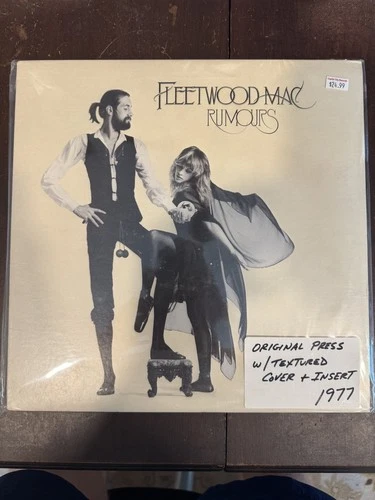 FLEETWOOD MAC
RUMOURS
$24.99
ORIGINAL PRESS
W/TEXTURED
COVER + INSERT
1977